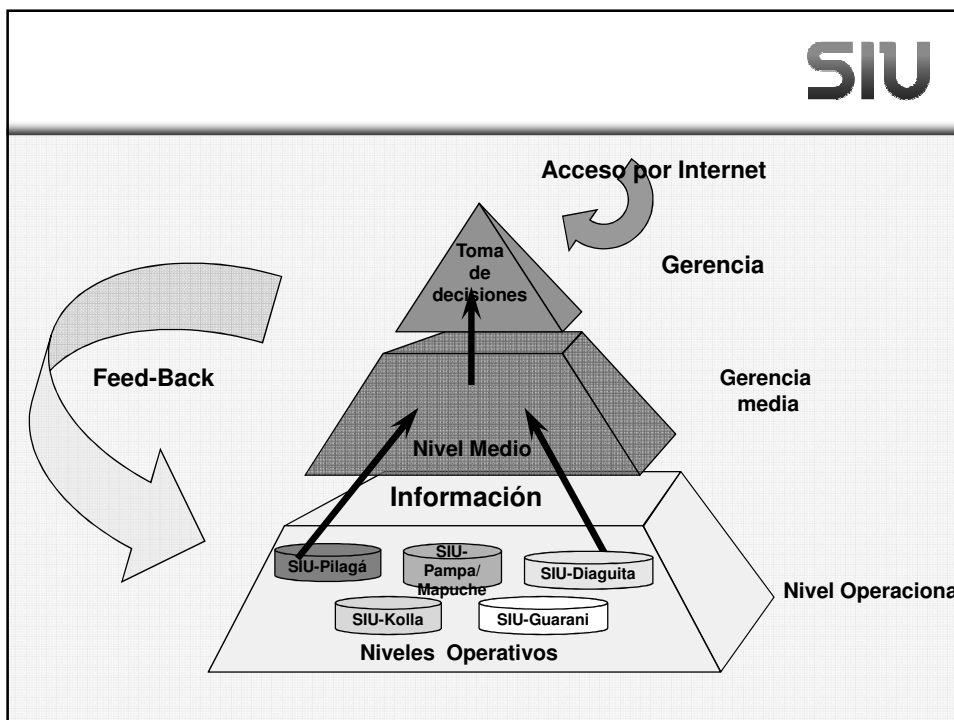 SIU
Acceso por Internet
Toma
de
decisiones
Gerencia
Feed-Back
Gerencia
media
Nivel Medio
Información
SIU-Pilagá
SIU-
Pampa/
Mapuche
SIU-Diaguita
SIU-Kolla
SIU-Guarani
Nivel Operaciona
Niveles Operativos